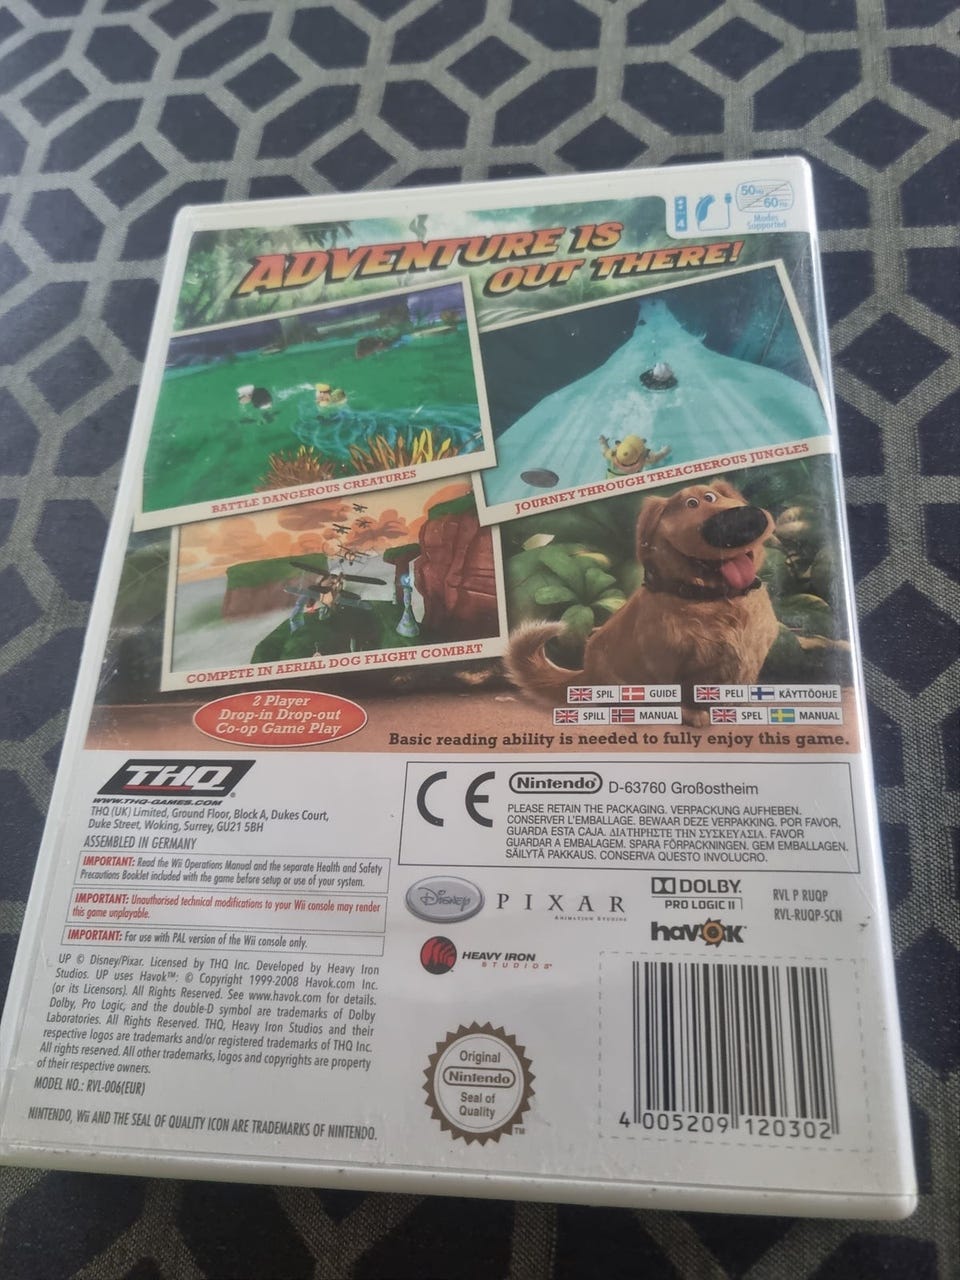 50Hz
60Hz
Modes
Supported
ADVENTURE IS
OUT THERE!
BATTLE DANGEROUS CREATURES
JOURNEY THROUGH TREACHEROUS JUNGLES
COMPETE IN AERIAL DOG FLIGHT COMBAT
2 Player
Drop-in Drop-out
Co-op Game Play
SPIL GUIDE PELI KÄYTTÖOHJE
SPILL MANUAL SPEL MANUAL
Basic reading ability is needed to fully enjoy this game.
THQ
WWW.THQ-GAMES.COM
THQ (UK) Limited, Ground Floor, Block A, Dukes Court,
Duke Street, Woking, Surrey, GU21 5BH
ASSEMBLED IN GERMANY
IMPORTANT: Read the Wii Operations Manual and the separate Health and Safety
Precautions Booklet included with the game before setup or use of your system.
IMPORTANT: Unauthorised technical modifications to your Wii console may render
this game unplayable.
IMPORTANT: For use with PAL version of the Wii console only.
UP © Disney/Pixar. Licensed by THQ Inc. Developed by Heavy Iron
Studios. UP uses Havok™: © Copyright 1999-2008 Havok.com Inc.
(or its Licensors). All Rights Reserved. See www.havok.com for details.
Dolby, Pro Logic, and the double-D symbol are trademarks of Dolby
Laboratories. All Rights Reserved. THQ, Heavy Iron Studios and their
respective logos are trademarks and/or registered trademarks of THQ Inc.
All rights reserved. All other trademarks, logos and copyrights are property
of their respective owners.
MODEL NO.: RVL-006(EUR)
NINTENDO, Wii AND THE SEAL OF QUALITY ICON ARE TRADEMARKS OF NINTENDO.
CE Nintendo® D-63760 Großostheim
PLEASE RETAIN THE PACKAGING. VERPACKUNG AUFHEBEN.
CONSERVER L'EMBALLAGE. BEWAAR DEZE VERPAKKING. POR FAVOR,
GUARDA ESTA CAJA. ΔΙΑΤΗΡΗΣΤΕ ΤΗΝ ΣΥΣΚΕΥΑΣΙΑ. FAVOR
GUARDAR A EMBALAGEM. SPARA FÖRPACKNINGEN. GEM EMBALLAGEN.
SÄILYTÄ PAKKAUS. CONSERVA QUESTO INVOLUCRO.
Disney PIXAR
ANIMATION STUDIOS
DOLBY
PRO LOGIC II
RVL P RUQP
RVL-RUQP-SCN
havok
HEAVY IRON
STUDIOS
Original
Nintendo
Seal of
Quality
™
4 005209 120302